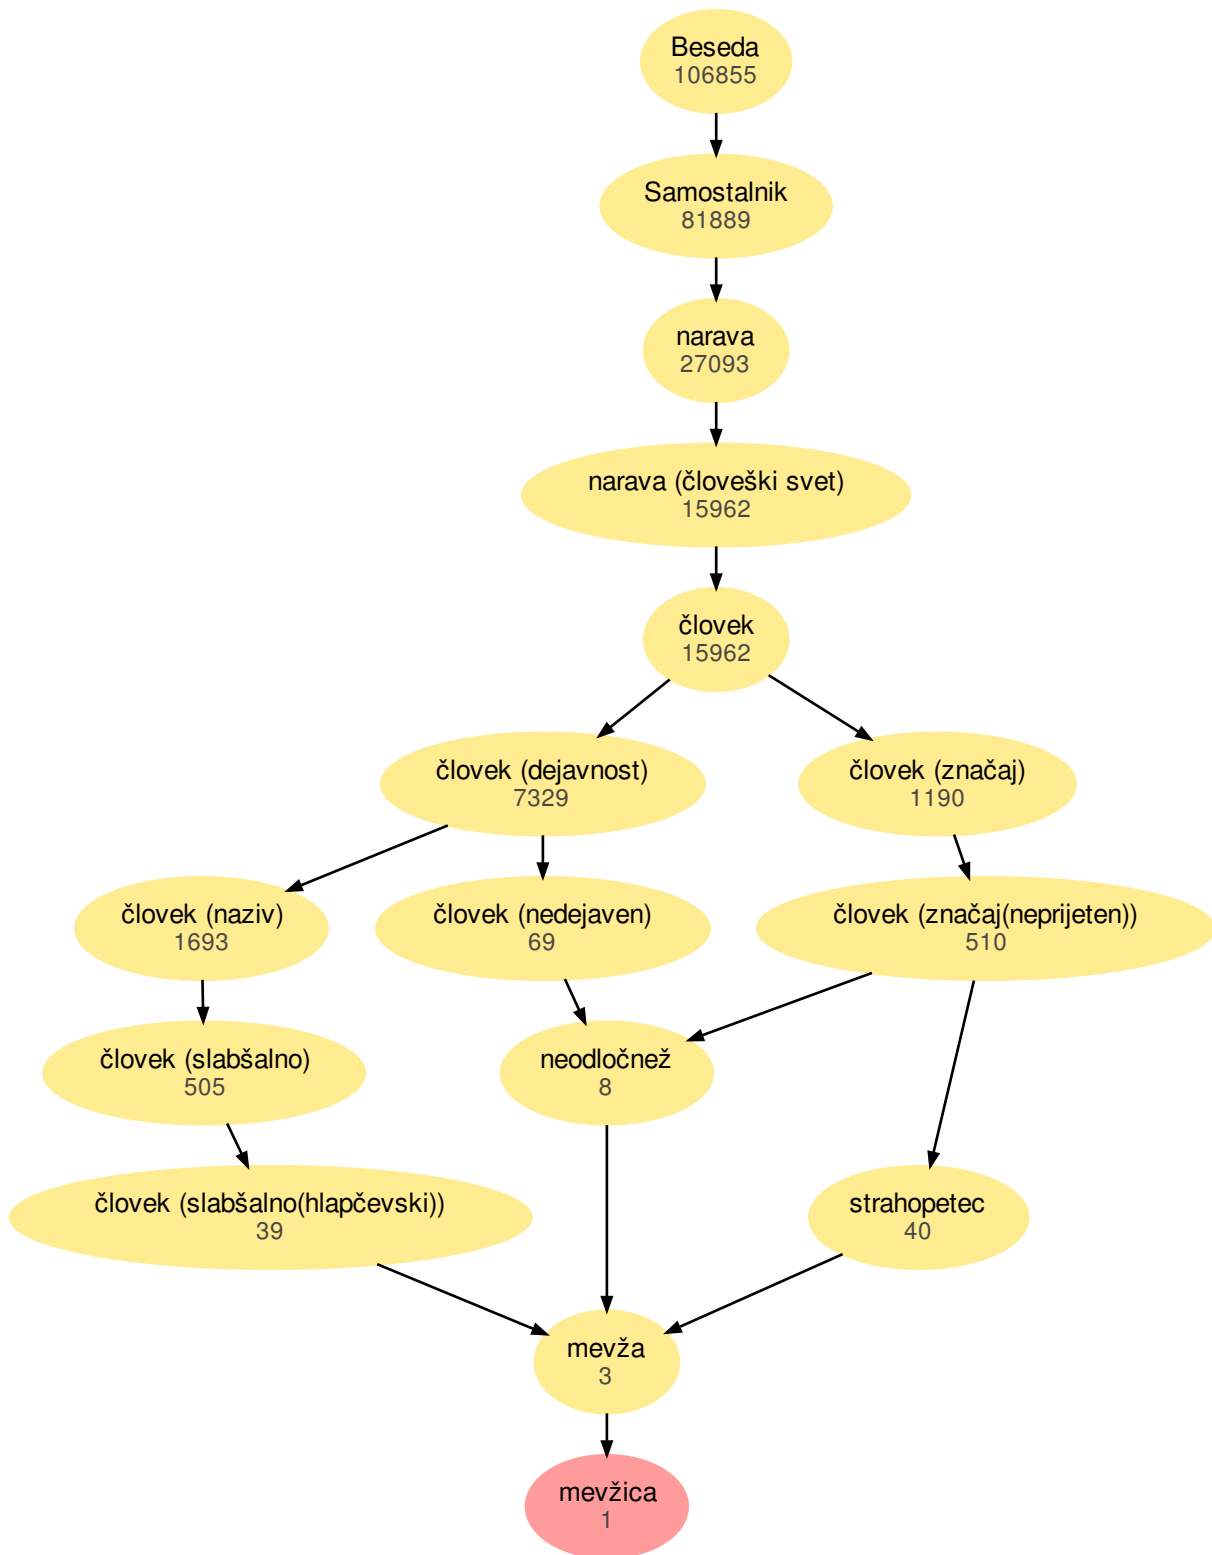 Beseda
106855
Samostalnik
81889
narava
27093
narava (človeški svet)
15962
človek
15962
človek (dejavnost)
7329
človek (značaj)
1190
človek (naziv)
1693
človek (nedejaven)
69
človek (značaj(neprijeten))
510
človek (slabšalno)
505
neodločnež
8
človek (slabšalno(hlapčevski))
39
strahopetec
40
mevža
3
mevžica
1